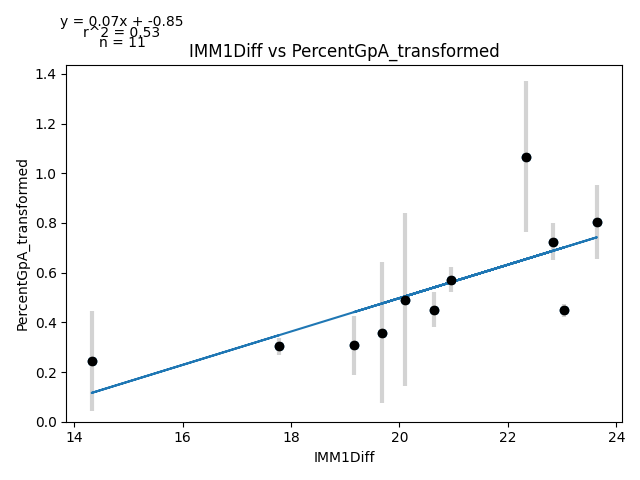 y = 0.07x + -0.85
r^2 = 0.53
n = 11
IMM1Diff vs PercentGpA_transformed
1.4
1.2
1.0
0.8
0.6
0.4
0.2
0.0
PercentGpA_transformed
14 16 18 20 22 24
IMM1Diff